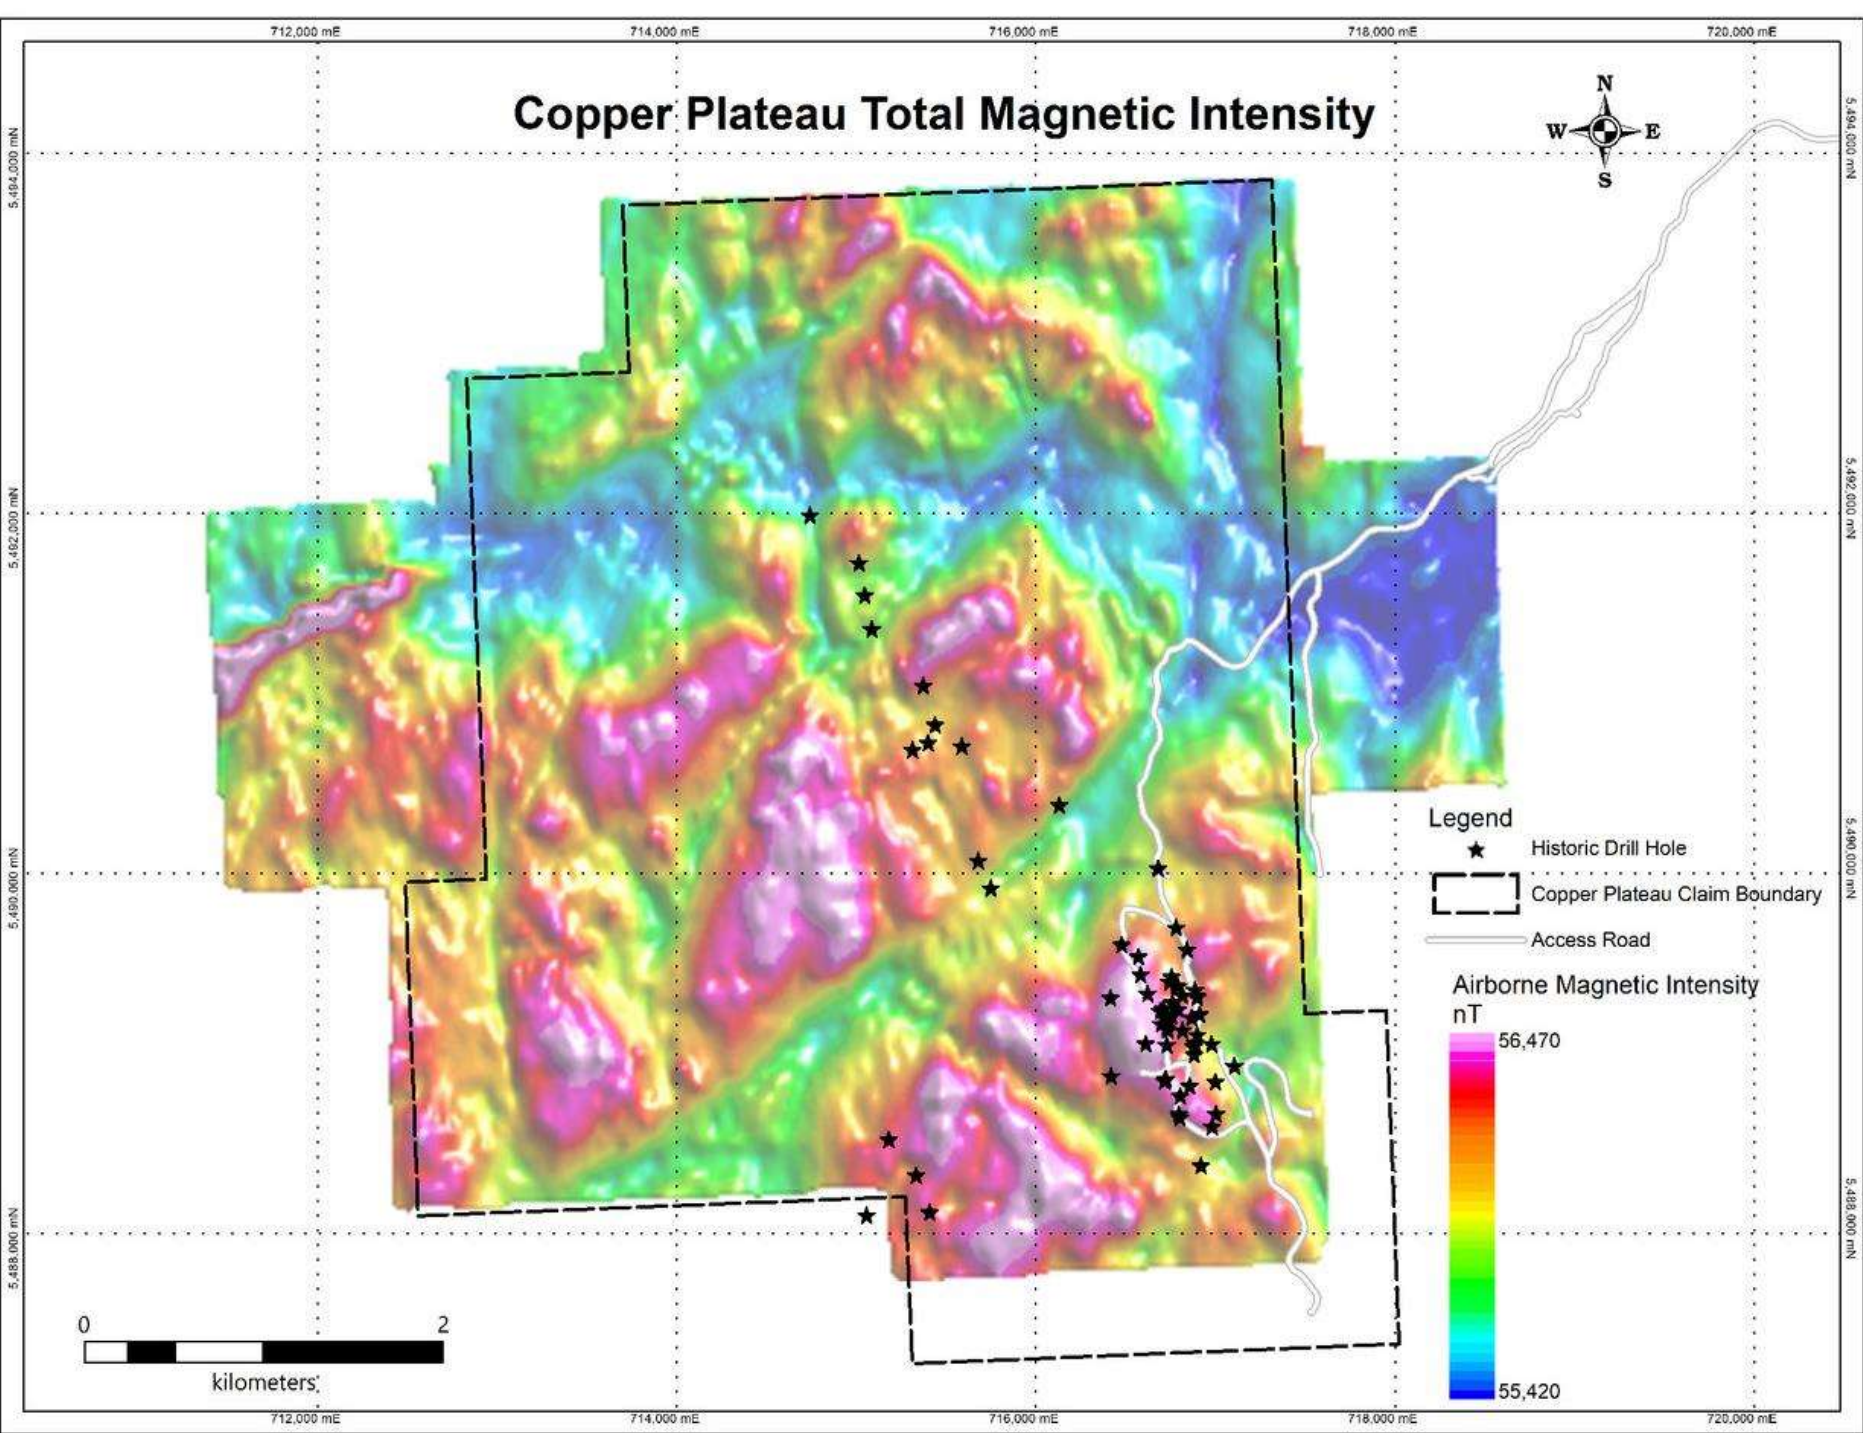 712,000 mE
714,000 mE
716,000 mE
718,000 mE
720,000 mE
Copper Plateau Total Magnetic Intensity
N
W
E
S
5,494,000 mN
5,494,000 mN
5,492,000 mN
5,492,000 mN
5,490,000 mN
5,490,000 mN
5,488,000 mN
5,488,000 mN
Legend
Historic Drill Hole
Copper Plateau Claim Boundary
Access Road
Airborne Magnetic Intensity
nT
56,470
55,420
0
2
kilometers
712,000 mE
714,000 mE
716,000 mE
718,000 mE
720,000 mE